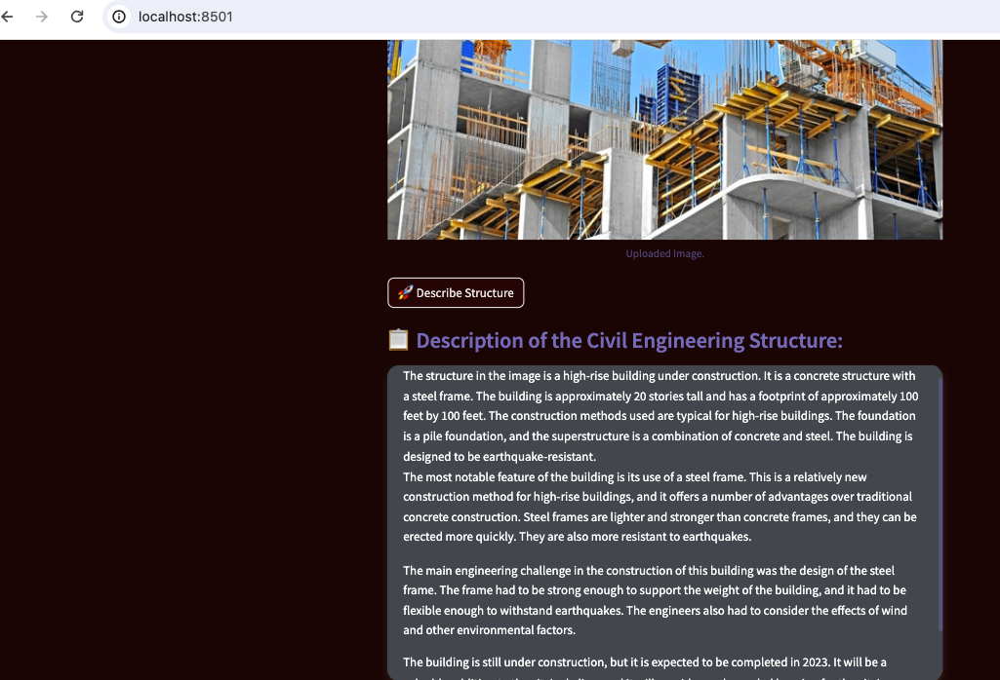 localhost:8501
Uploaded Image.
🚀 Describe Structure
📋 Description of the Civil Engineering Structure:
The structure in the image is a high-rise building under construction. It is a concrete structure with
a steel frame. The building is approximately 20 stories tall and has a footprint of approximately 100
feet by 100 feet. The construction methods used are typical for high-rise buildings. The foundation
is a pile foundation, and the superstructure is a combination of concrete and steel. The building is
designed to be earthquake-resistant.
The most notable feature of the building is its use of a steel frame. This is a relatively new
construction method for high-rise buildings, and it offers a number of advantages over traditional
concrete construction. Steel frames are lighter and stronger than concrete frames, and they can be
erected more quickly. They are also more resistant to earthquakes.
The main engineering challenge in the construction of this building was the design of the steel
frame. The frame had to be strong enough to support the weight of the building, and it had to be
flexible enough to withstand earthquakes. The engineers also had to consider the effects of wind
and other environmental factors.
The building is still under construction, but it is expected to be completed in 2023. It will be a